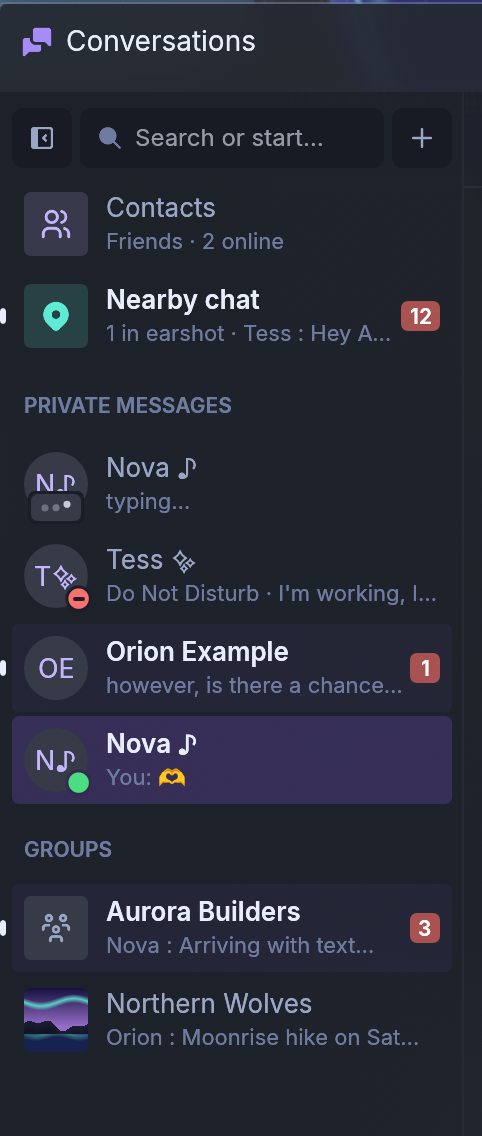 Conversations
Search or start...
Contacts
Friends · 2 online
Nearby chat
1 in earshot · Tess : Hey A...
12
PRIVATE MESSAGES
N♪
Nova ♪
typing...
T
Tess
Do Not Disturb · I'm working, I...
OE
Orion Example
however, is there a chance...
1
N♪
Nova ♪
You: 🫶
GROUPS
Aurora Builders
Nova : Arriving with text...
3
Northern Wolves
Orion : Moonrise hike on Sat...